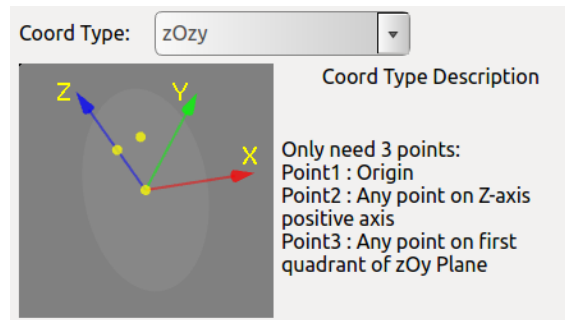 Coord Type: zOzy
Coord Type Description
Z
Y
X
Only need 3 points:
Point1 : Origin
Point2 : Any point on Z-axis
positive axis
Point3 : Any point on first
quadrant of zOy Plane